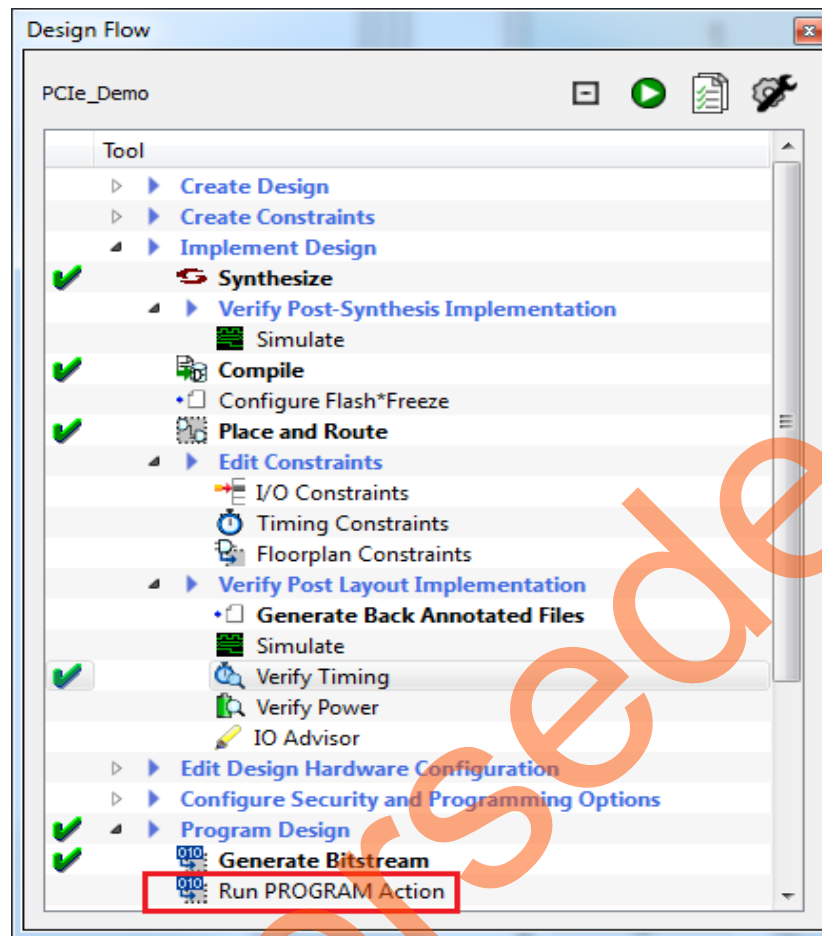 Design Flow
PCIe_Demo
Tool
Create Design
Create Constraints
Implement Design
Synthesize
Verify Post-Synthesis Implementation
Simulate
Compile
Configure Flash*Freeze
Place and Route
Edit Constraints
I/O Constraints
Timing Constraints
Floorplan Constraints
Verify Post Layout Implementation
Generate Back Annotated Files
Simulate
Verify Timing
Verify Power
IO Advisor
Edit Design Hardware Configuration
Configure Security and Programming Options
Program Design
Generate Bitstream
Run PROGRAM Action